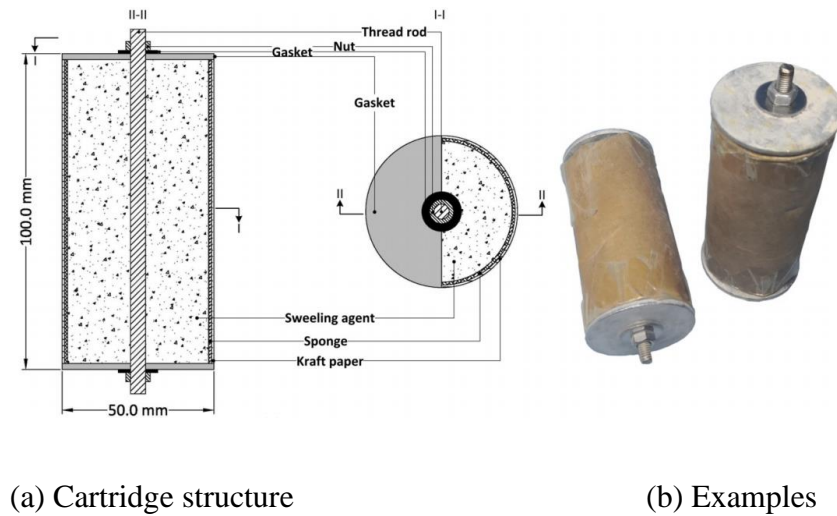 II-II
I-I
Thread rod
Nut
Gasket
Gasket
I
I
II
II
100.0 mm
Sweeling agent
Sponge
Kraft paper
50.0 mm
(a) Cartridge structure
(b) Examples